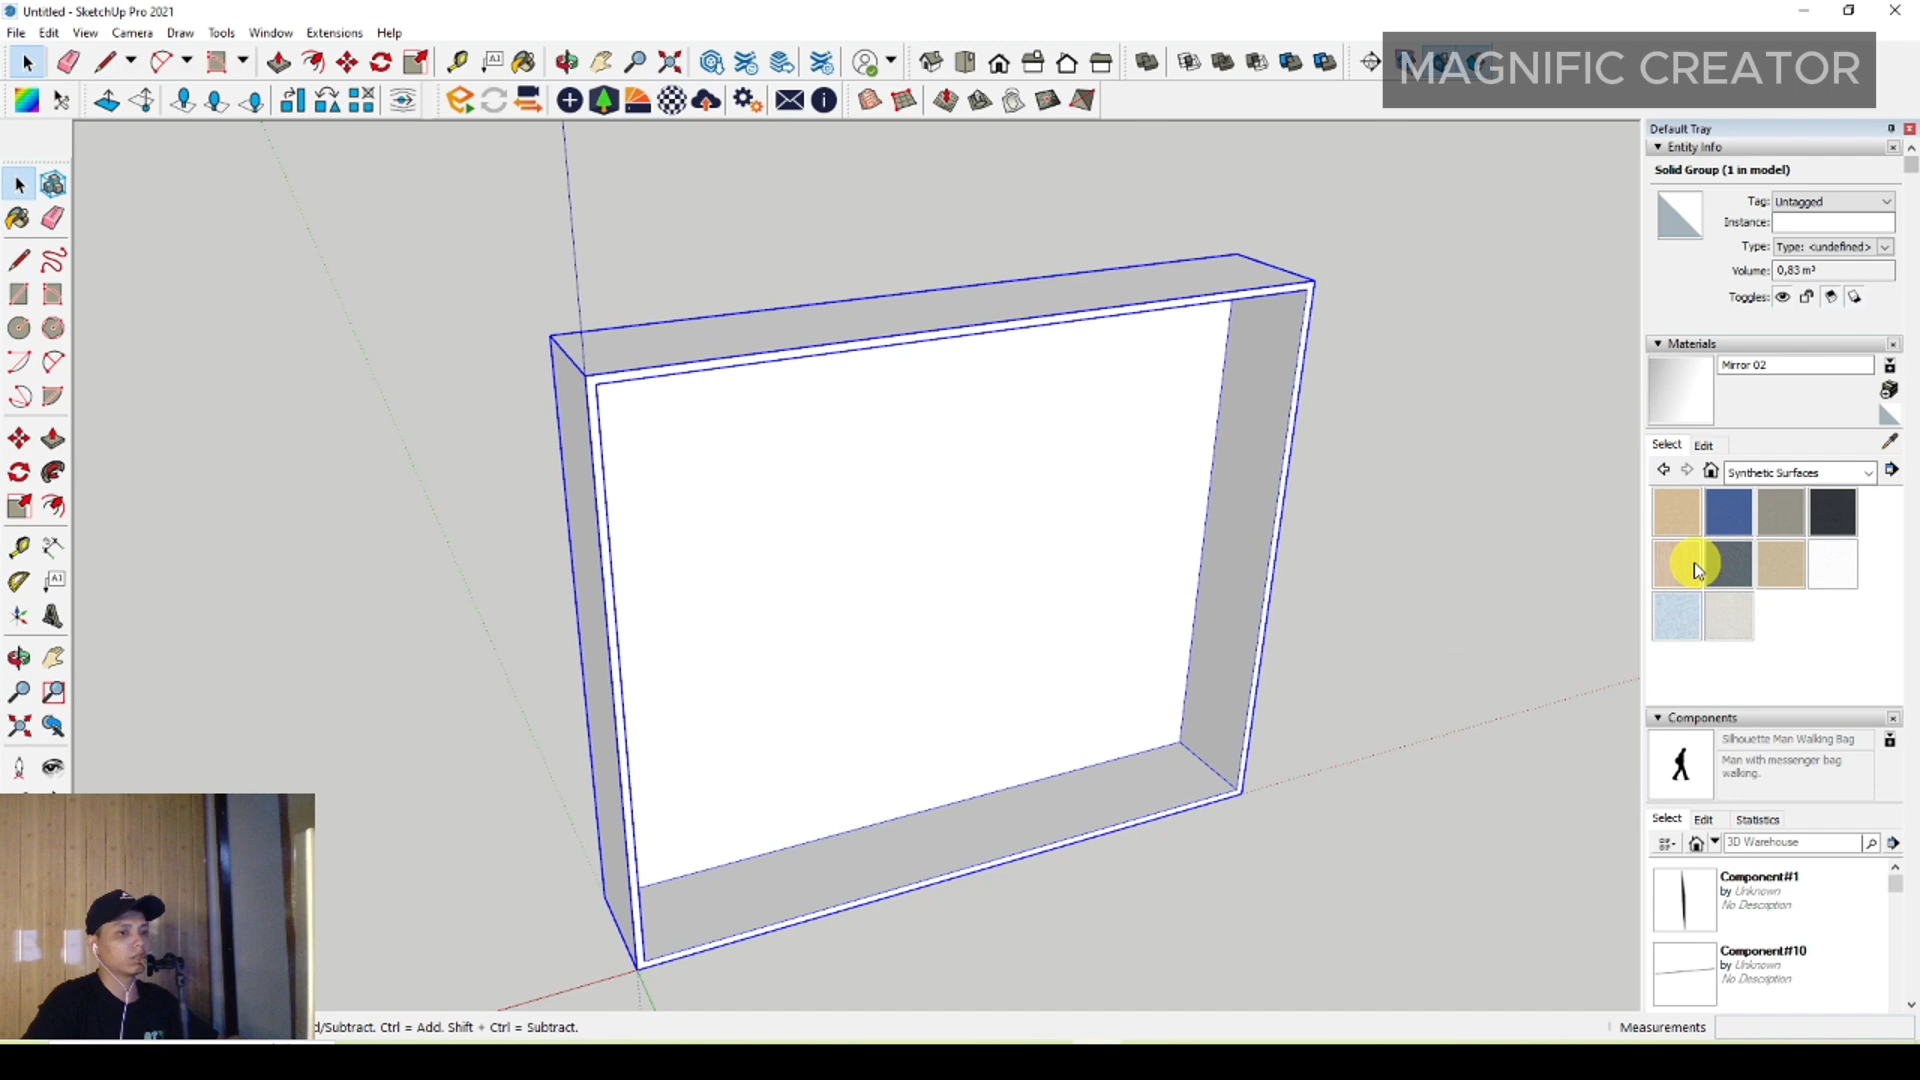 Untitled - SketchUp Pro 2021
File Edit View Camera Draw Tools Window Extensions Help
MAGNIFIC CREATOR
Default Tray
Entity Info
Solid Group (1 in model)
Tag: Untagged
Instance:
Type: Type: <undefined>
Volume: 0,83 m³
Toggles:
Materials
Mirror 02
Select Edit
Synthetic Surfaces
Components
Silhouette Man Walking Bag
Man with messenger bag
walking.
Select Edit Statistics
3D Warehouse
Component#1
by Unknown
No Description
Component#10
by Unknown
No Description
d/Subtract. Ctrl = Add. Shift + Ctrl = Subtract.
Measurements